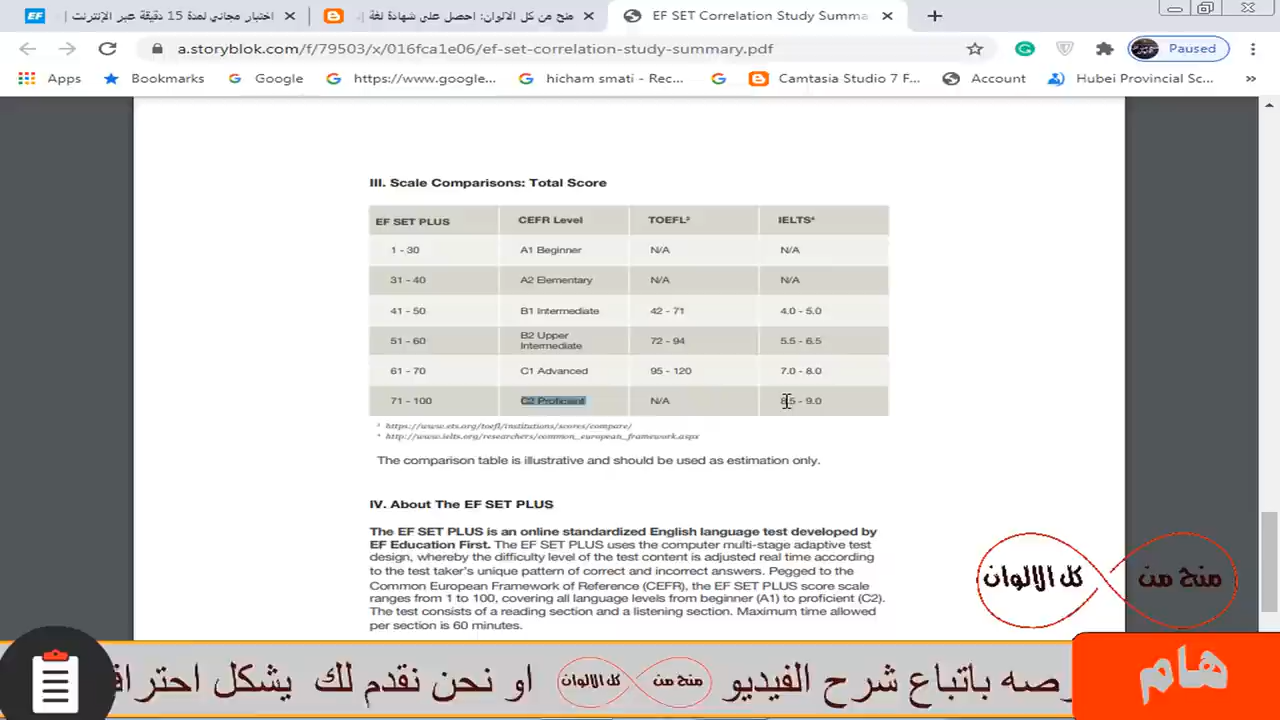 اختبار مجاني لمدة 15 دقيقة عبر الإنترنت
منح من كل الالوان: احصل على شهادة لغة
EF SET Correlation Study Summa
a.storyblok.com/f/79503/x/016fca1e06/ef-set-correlation-study-summary.pdf
Paused
Apps
Bookmarks
Google
https://www.google...
hicham smati - Rec...
Camtasia Studio 7 F...
Account
Hubei Provincial Sc...
»
III. Scale Comparisons: Total Score
EF SET PLUS CEFR Level TOEFL³ IELTS⁴
1 - 30 A1 Beginner N/A N/A
31 - 40 A2 Elementary N/A N/A
41 - 50 B1 Intermediate 42 - 71 4.0 - 5.0
51 - 60 B2 Upper Intermediate 72 - 94 5.5 - 6.5
61 - 70 C1 Advanced 95 - 120 7.0 - 8.0
71 - 100 C2 Proficient N/A 8.5 - 9.0
³ https://www.ets.org/toefl/institutions/scores/compare/
⁴ http://www.ielts.org/researchers/common_european_framework.aspx
The comparison table is illustrative and should be used as estimation only.
IV. About The EF SET PLUS
The EF SET PLUS is an online standardized English language test developed by
EF Education First. The EF SET PLUS uses the computer multi-stage adaptive test
design, whereby the difficulty level of the test content is adjusted real time according
to the test taker's unique pattern of correct and incorrect answers. Pegged to the
Common European Framework of Reference (CEFR), the EF SET PLUS score scale
ranges from 1 to 100, covering all language levels from beginner (A1) to proficient (C2).
The test consists of a reading section and a listening section. Maximum time allowed
per section is 60 minutes.
منح من كل الالوان
هام
رصه باتباع شرح الفيديو منح من كل الالوان او نحن نقدم لك يشكل احتراف